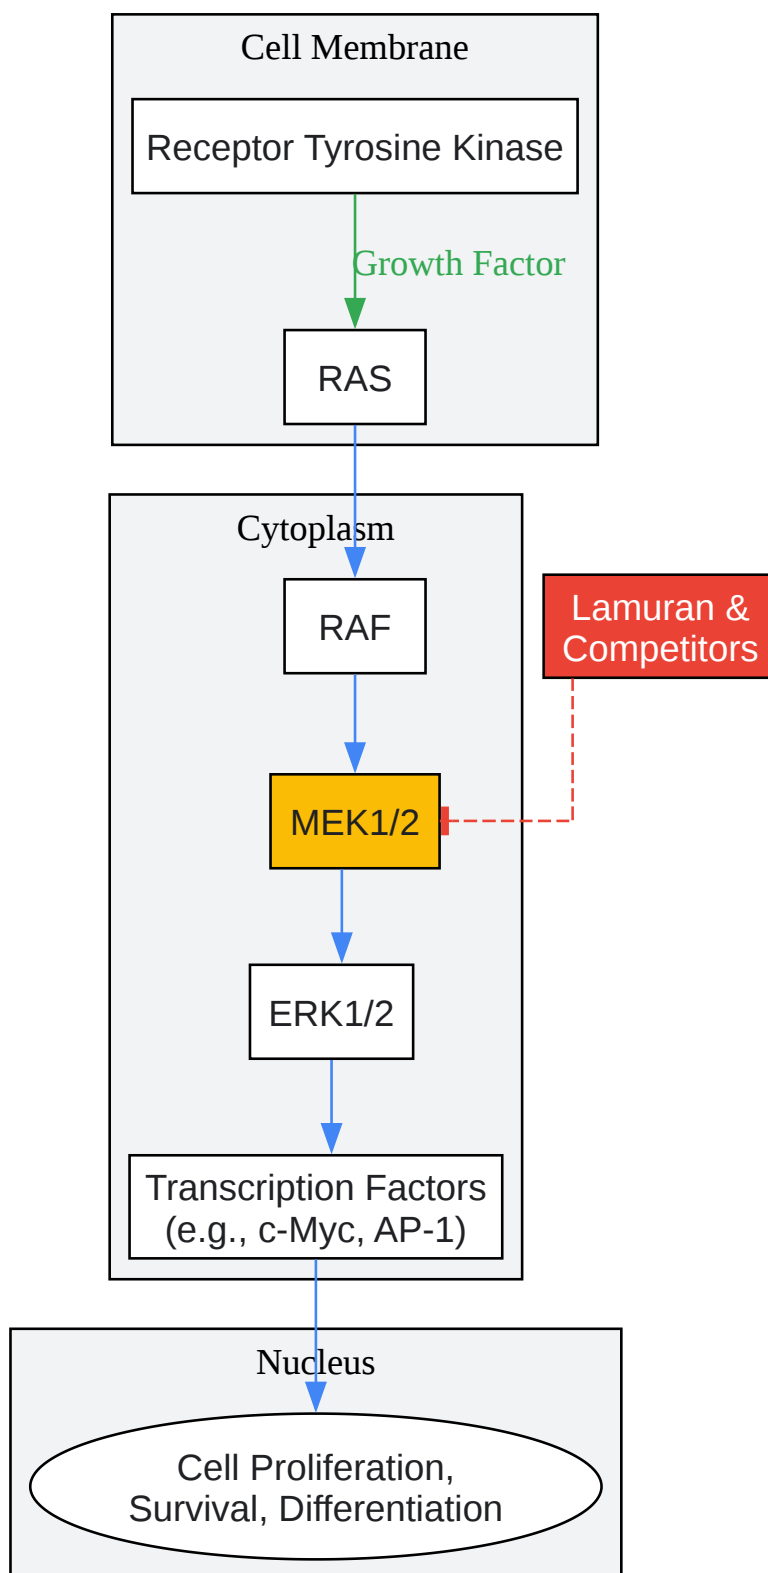 Cell Membrane
Receptor Tyrosine Kinase
Growth Factor
RAS
Cytoplasm
RAF
Lamuran &
Competitors
MEK1/2
ERK1/2
Transcription Factors
(e.g., c-Myc, AP-1)
Nucleus
Cell Proliferation,
Survival, Differentiation